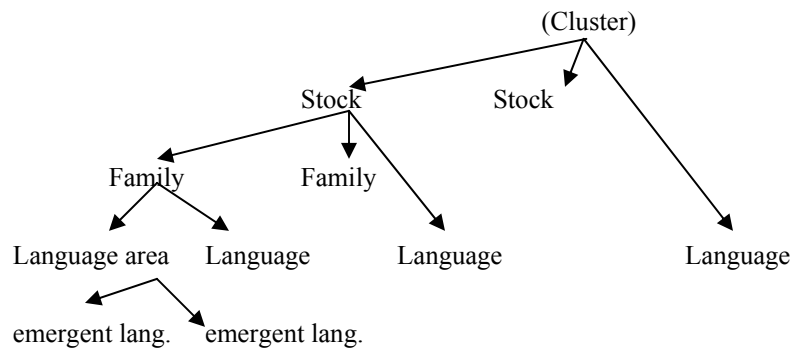 (Cluster)
Stock Stock
Family Family
Language area Language Language Language
emergent lang. emergent lang.